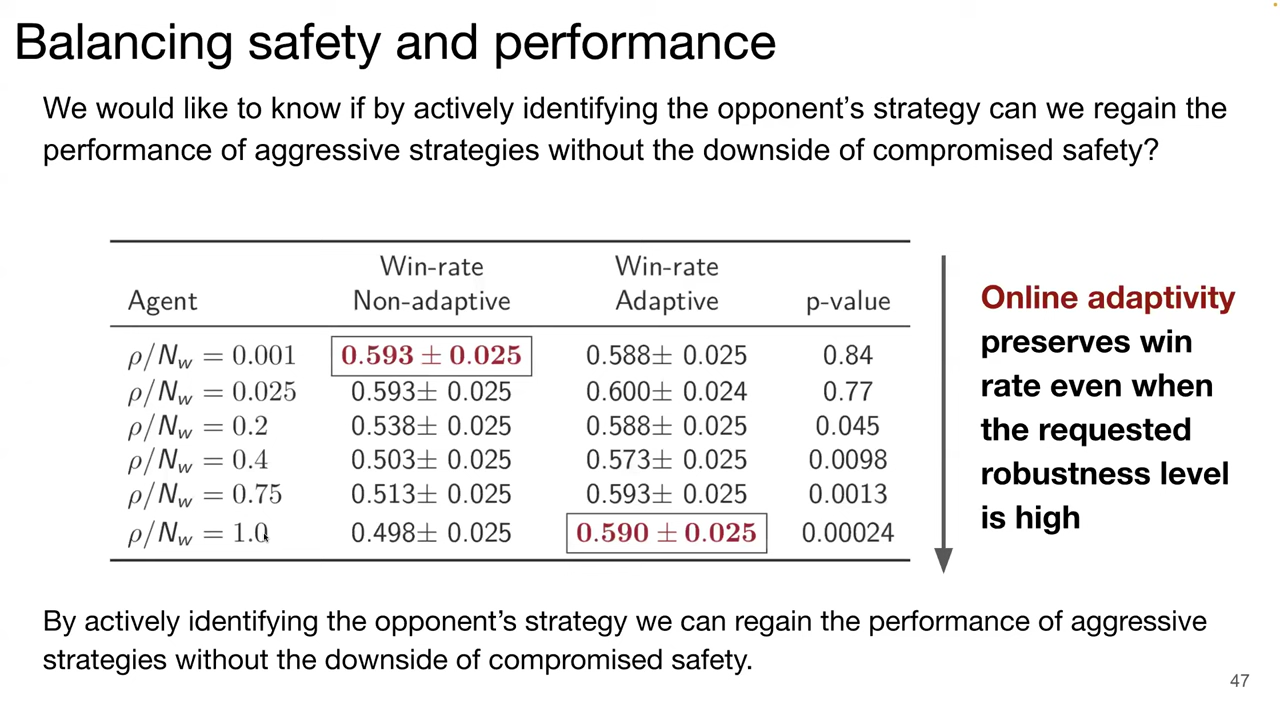 Balancing safety and performance
We would like to know if by actively identifying the opponent's strategy can we regain the
performance of aggressive strategies without the downside of compromised safety?
Win-rate Win-rate
Agent Non-adaptive Adaptive p-value
ρ/N_w = 0.001 0.593 ± 0.025 0.588± 0.025 0.84
ρ/N_w = 0.025 0.593± 0.025 0.600± 0.024 0.77
ρ/N_w = 0.2 0.538± 0.025 0.588± 0.025 0.045
ρ/N_w = 0.4 0.503± 0.025 0.573± 0.025 0.0098
ρ/N_w = 0.75 0.513± 0.025 0.593± 0.025 0.0013
ρ/N_w = 1.0 0.498± 0.025 0.590 ± 0.025 0.00024
Online adaptivity
preserves win
rate even when
the requested
robustness level
is high
By actively identifying the opponent's strategy we can regain the performance of aggressive
strategies without the downside of compromised safety.
47